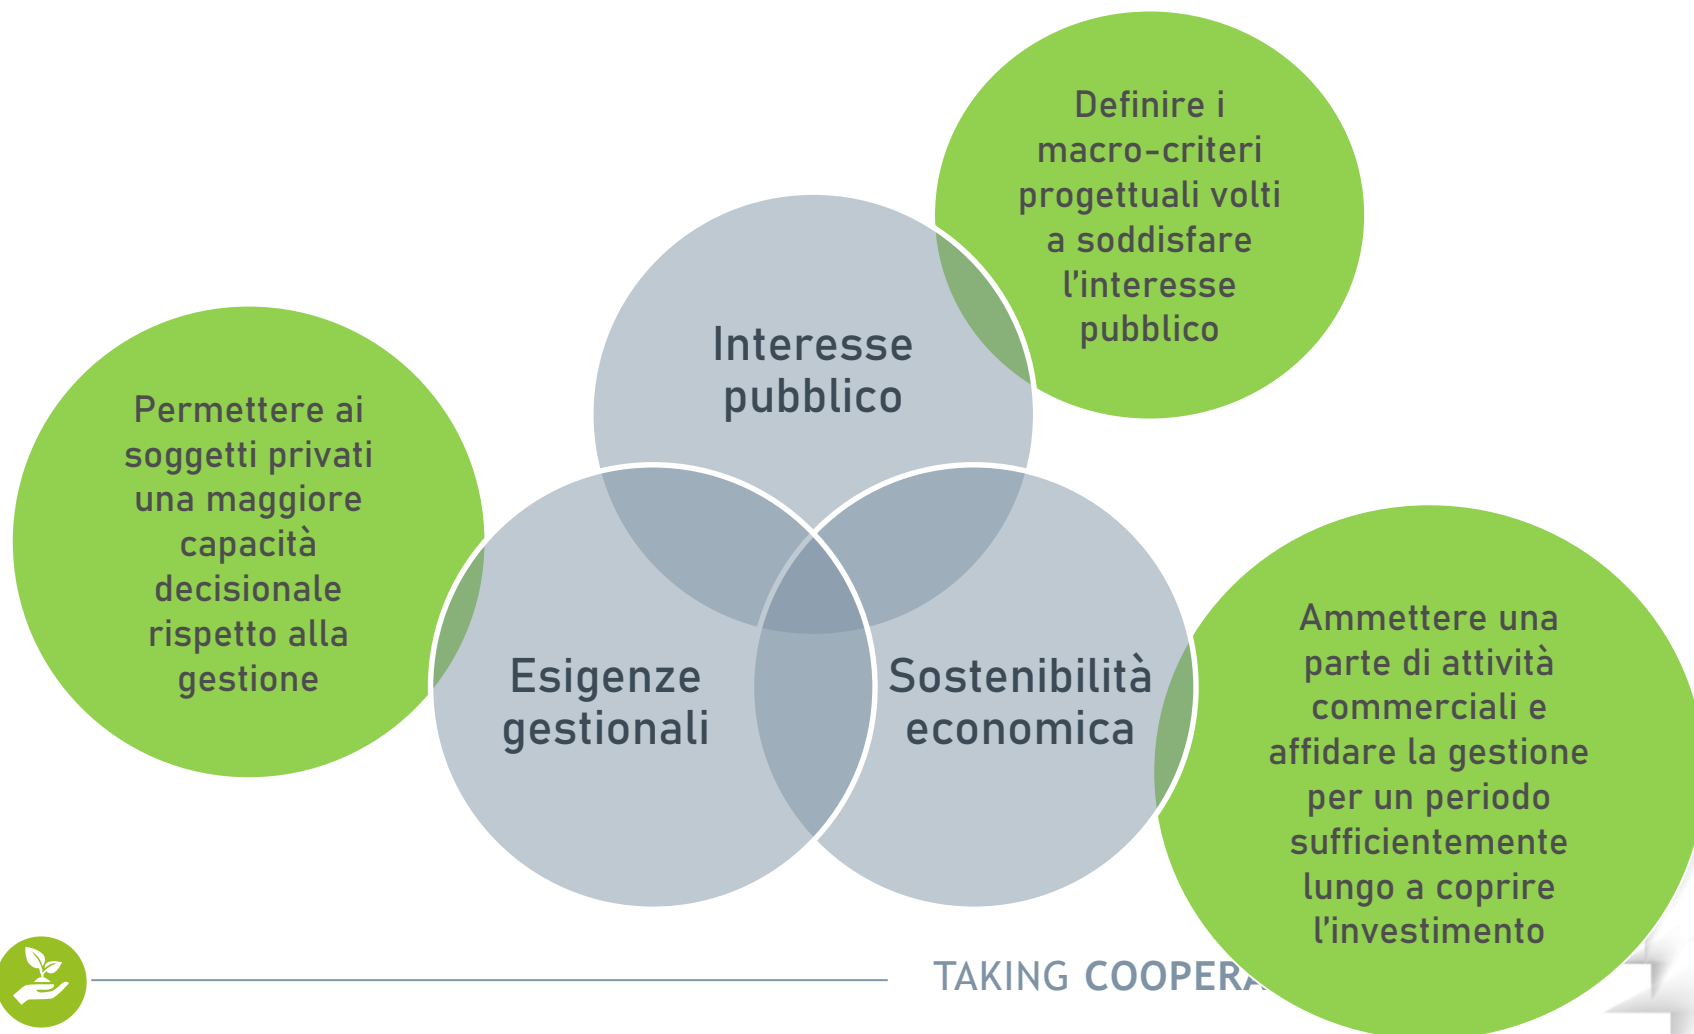 Definire i
macro-criteri
progettuali volti
a soddisfare
l’interesse
pubblico
Interesse
pubblico
Permettere ai
soggetti privati
una maggiore
capacità
decisionale
rispetto alla
gestione
Esigenze
gestionali
Sostenibilità
economica
Ammettere una
parte di attività
commerciali e
affidare la gestione
per un periodo
sufficientemente
lungo a coprire
l’investimento
TAKING